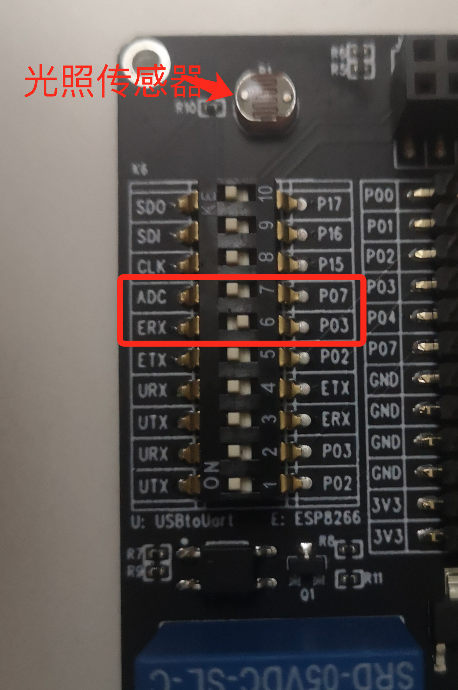 光照传感器
R6
R5
R10
K6
KE
SDO 10 P17
SDI 9 P16
CLK 8 P15
ADC 7 P07
ERX 6 P03
ETX 5 P02
URX 4 ETX
UTX 3 ERX
URX 2 P03
UTX ON 1 P02
P00
P01
P02
P03
P04
P07
GND
GND
GND
GND
3V3
3V3
U: USBtoUart E: ESP8266
R7
R9
R8
Q1
R11
SRD-05VDC-SL-C